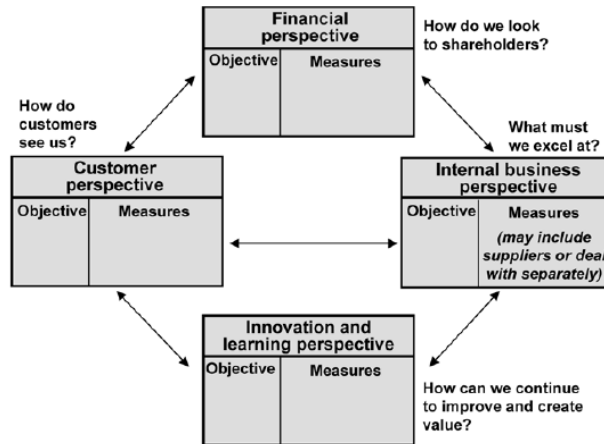 Financial
perspective
Objective Measures
How do we look
to shareholders?
How do
customers
see us?
What must
we excel at?
Customer
perspective
Objective Measures
Internal business
perspective
Objective Measures
(may include
suppliers or deal
with separately)
Innovation and
learning perspective
Objective Measures
How can we continue
to improve and create
value?